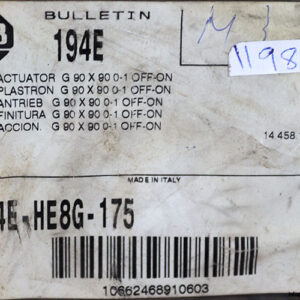 BULLETIN
194E
ACTUATOR G 90 X 90 0-1 OFF-ON
PLASTRON G 90 X 90 0-1 OFF-ON
ANTRIEB G 90 X 90 0-1 OFF-ON
FINITURA G 90 X 90 0-1 OFF-ON
ACCION. G 90 X 90 0-1 OFF-ON
1198
14 458
MADE IN ITALY
4E-HE8G-175
10662468910603